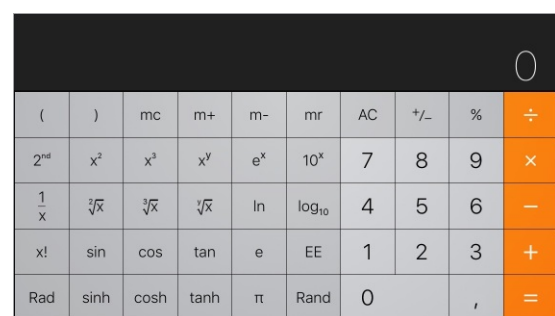 0
( ) mc m+ m- mr AC +/_ % ÷
2ⁿᵈ x² x³ xʸ eˣ 10ˣ 7 8 9 ×
1/x ²√x ³√x ʸ√x ln log₁₀ 4 5 6 −
x! sin cos tan e EE 1 2 3 +
Rad sinh cosh tanh π Rand 0 , =